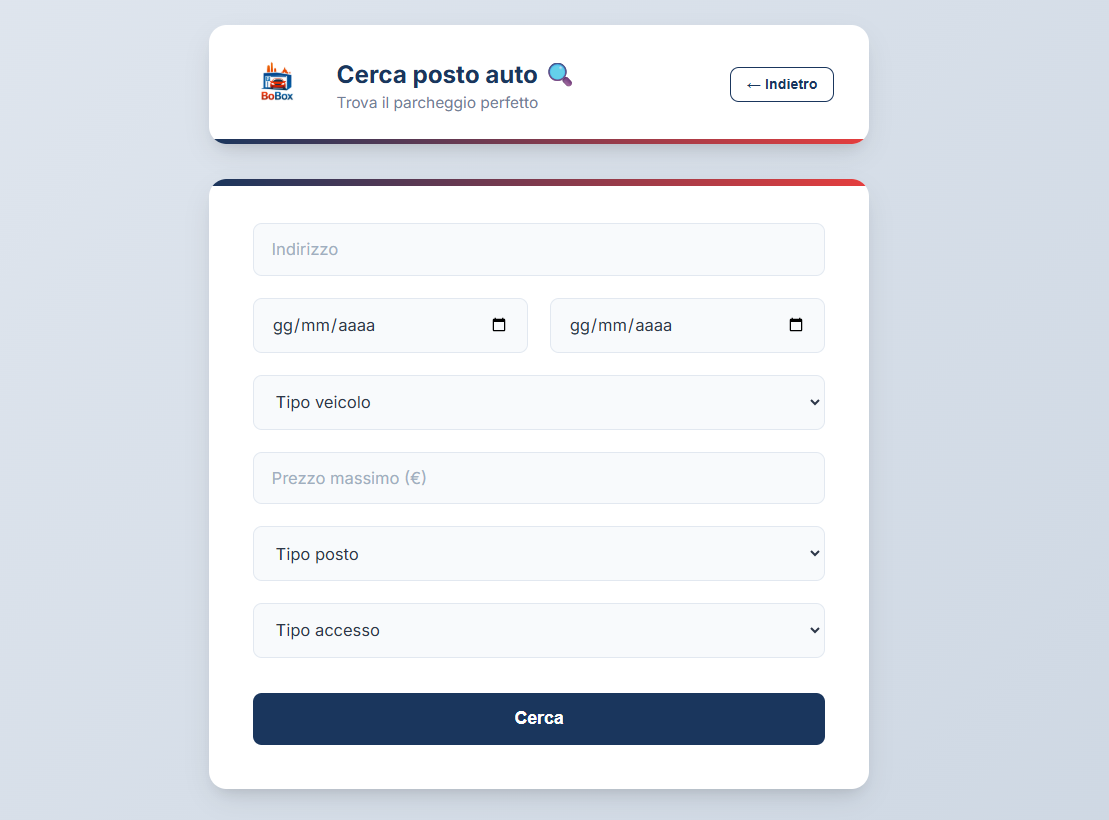 BoBox
Cerca posto auto 🔍
Trova il parcheggio perfetto
← Indietro
Indirizzo
gg/mm/aaaa
gg/mm/aaaa
Tipo veicolo
Prezzo massimo (€)
Tipo posto
Tipo accesso
Cerca